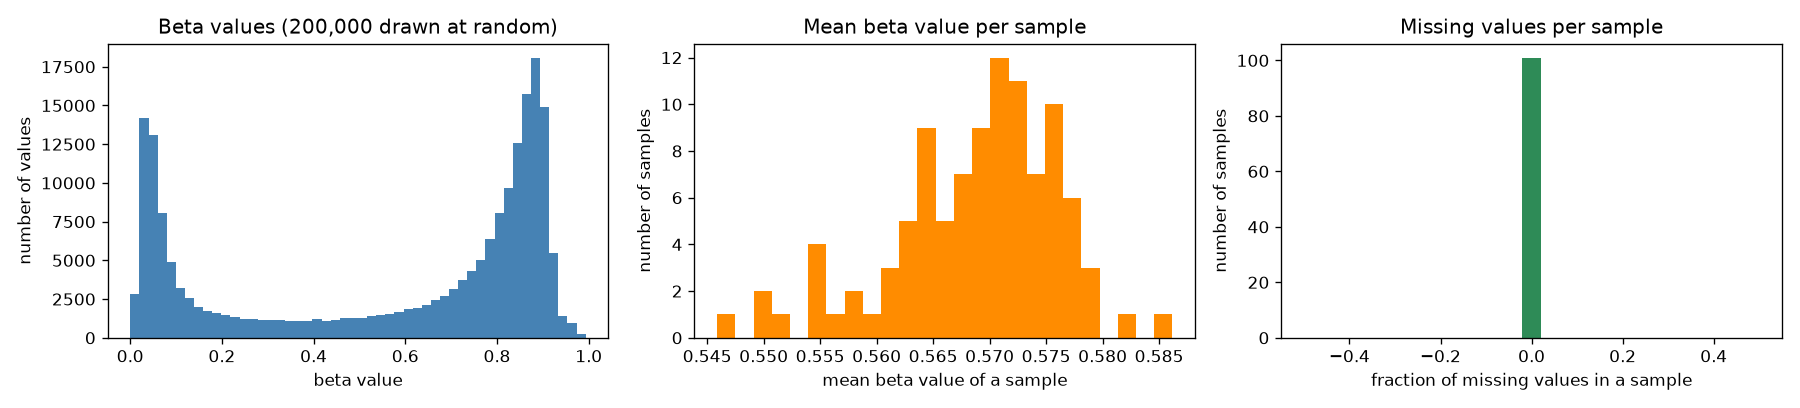 Beta values (200,000 drawn at random)
number of values
17500
15000
12500
10000
7500
5000
2500
0
0.0 0.2 0.4 0.6 0.8 1.0
beta value
Mean beta value per sample
number of samples
12
10
8
6
4
2
0
0.545 0.550 0.555 0.560 0.565 0.570 0.575 0.580 0.585
mean beta value of a sample
Missing values per sample
number of samples
100
80
60
40
20
0
−0.4 −0.2 0.0 0.2 0.4
fraction of missing values in a sample